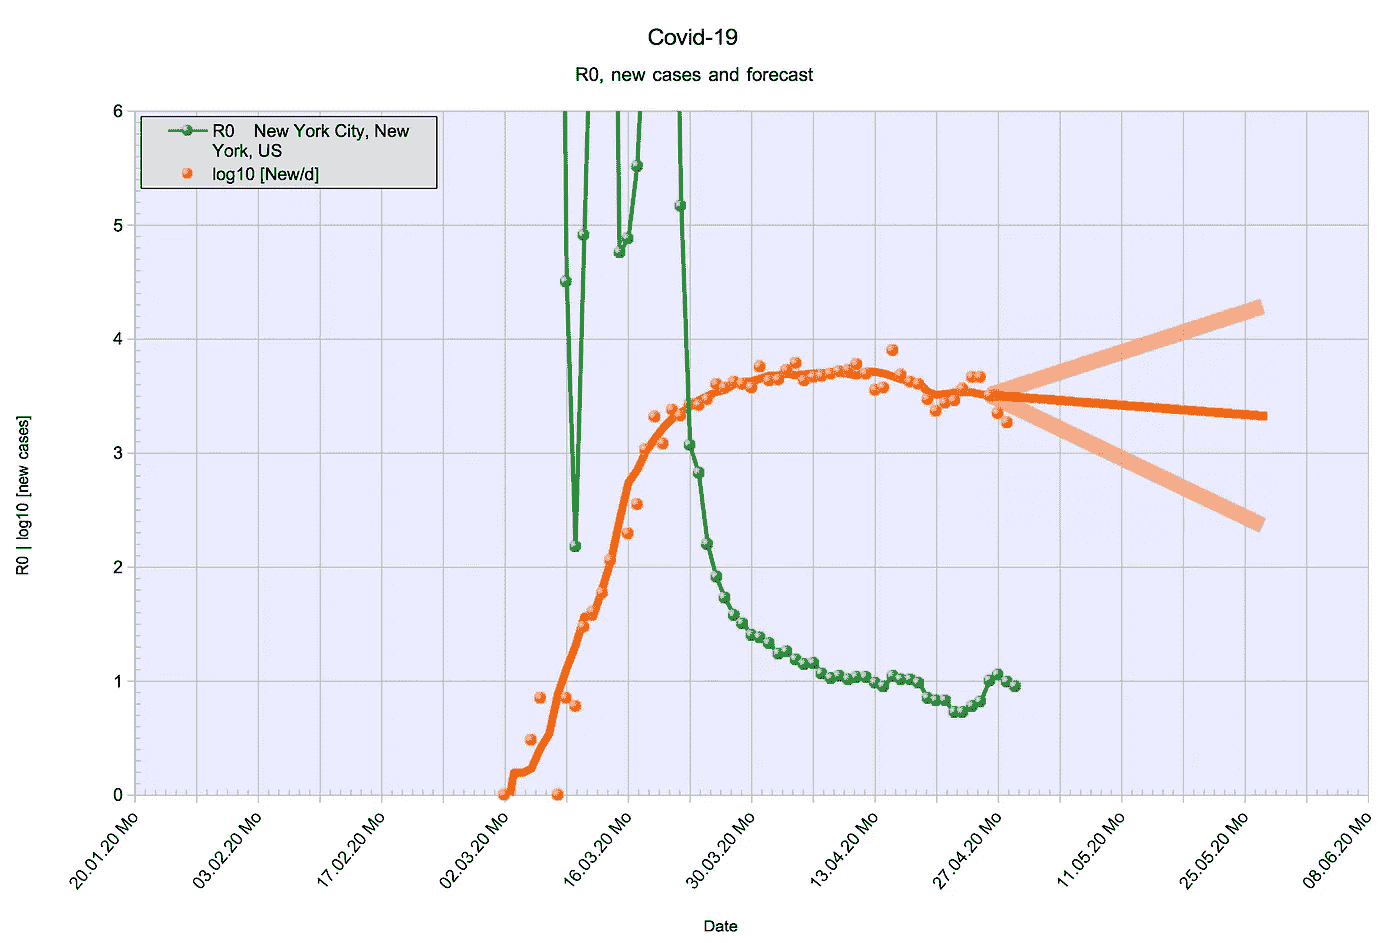 Covid-19
R0, new cases and forecast
6
R0 New York City, New
York, US
log10 [New/d]
5
4
3
2
1
0
R0 | log10 [new cases]
20.01.20 Mo
03.02.20 Mo
17.02.20 Mo
02.03.20 Mo
16.03.20 Mo
30.03.20 Mo
13.04.20 Mo
27.04.20 Mo
11.05.20 Mo
25.05.20 Mo
08.06.20 Mo
Date